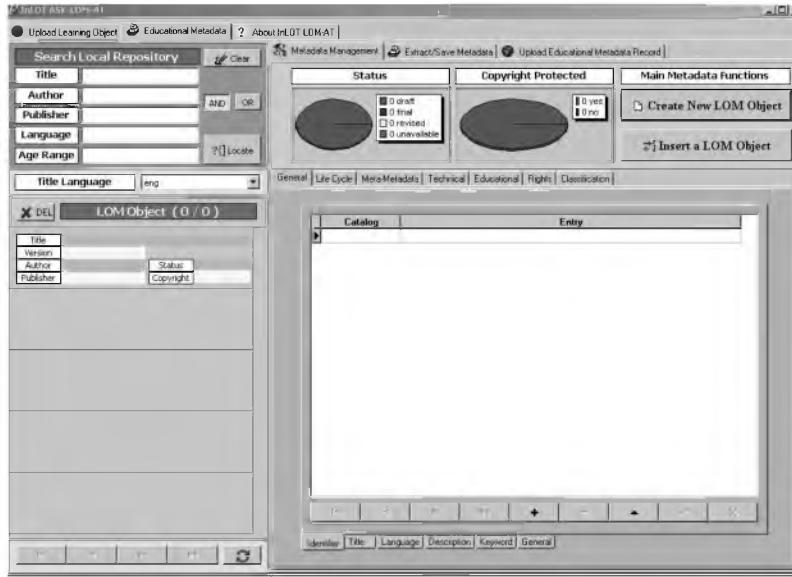 InLOT ASK-LOM-AT
Upload Learning Object Educational Metadata ? About InLOT LOM-AT
Search Local Repository Clear
Title
Author
Publisher
Language
Age Range
AND OR
?[] Locate
Title Language eng
DEL LOM Object ( 0 / 0 )
Title
Version
Author Status
Publisher Copyright
Metadata Management Extract/Save Metadata Upload Educational Metadata Record
Status
0 draft
0 final
0 revised
0 unavailable
Copyright Protected
0 yes
0 no
Main Metadata Functions
Create New LOM Object
Insert a LOM Object
General Life Cycle Meta-Metadata Technical Educational Rights Classification
Catalog Entry
Identifier Title Language Description Keyword General